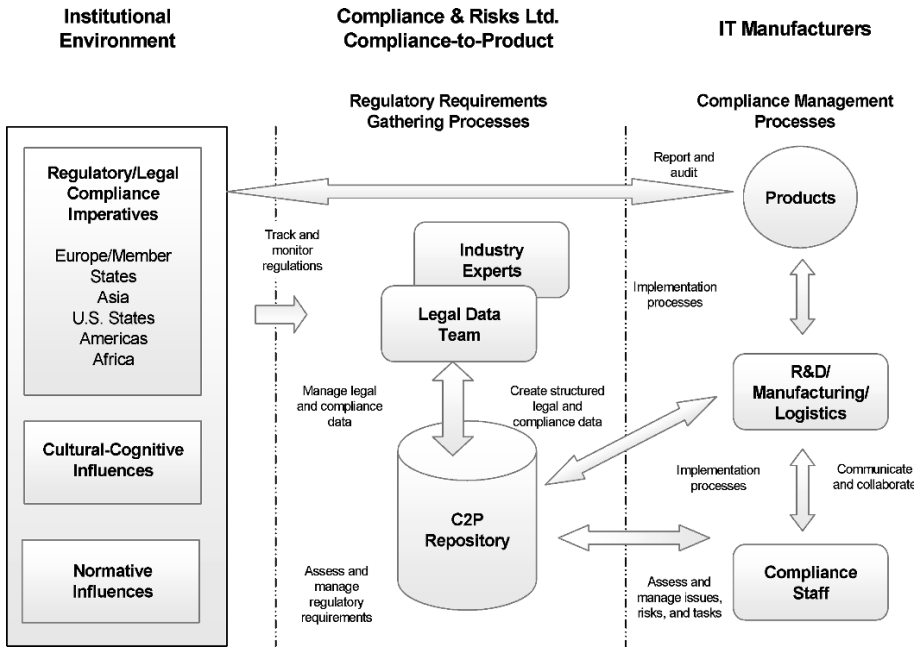 Institutional
Environment
Compliance & Risks Ltd.
Compliance-to-Product
IT Manufacturers
Regulatory Requirements
Gathering Processes
Compliance Management
Processes
Regulatory/Legal
Compliance
Imperatives
Europe/Member
States
Asia
U.S. States
Americas
Africa
Cultural-Cognitive
Influences
Normative
Influences
Track and
monitor
regulations
Report and
audit
Industry
Experts
Legal Data
Team
Manage legal
and compliance
data
Create structured
legal and
compliance data
C2P
Repository
Assess and
manage
regulatory
requirements
Products
Implementation
processes
R&D/
Manufacturing/
Logistics
Implementation
processes
Communicate
and collaborate
Assess and
manage issues,
risks, and tasks
Compliance
Staff